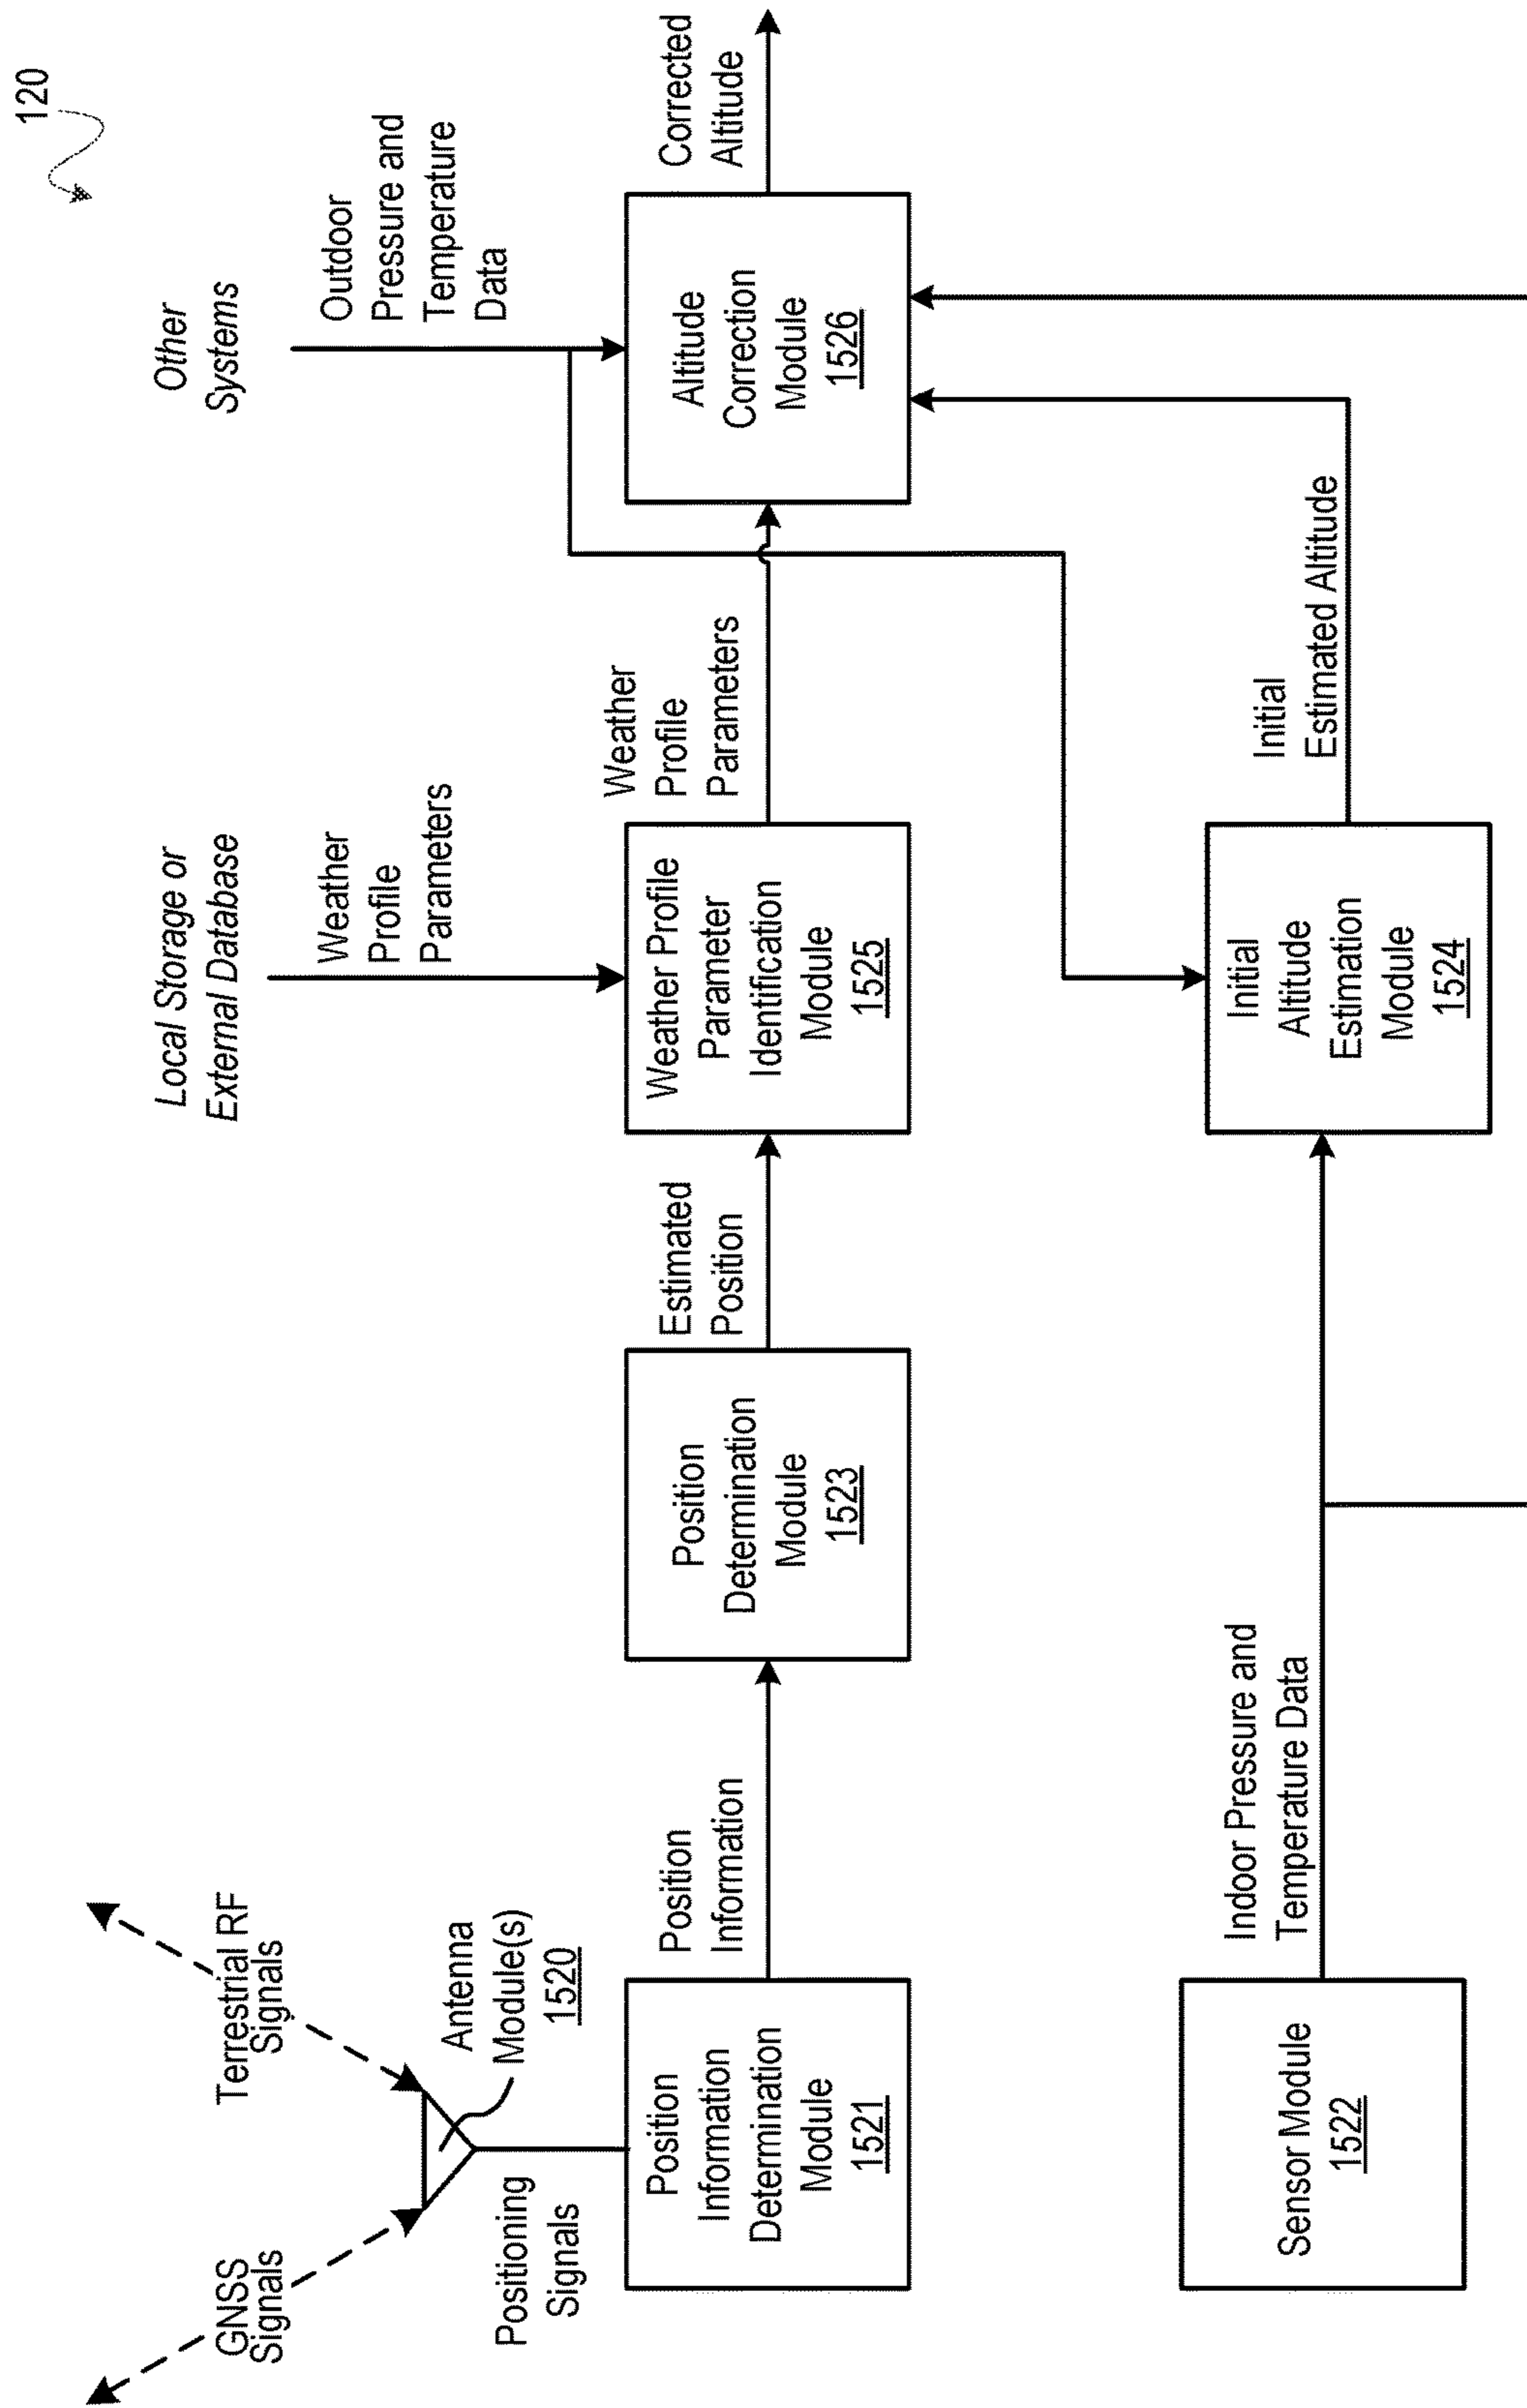 120
GNSS
Signals
Terrestrial RF
Signals
Antenna
Module(s)
1520
Positioning
Signals
Position
Information
Determination
Module
1521
Position
Information
Position
Determination
Module
1523
Estimated
Position
Local Storage or
External Database
Weather
Profile
Parameters
Weather Profile
Parameter
Identification
Module
1525
Weather
Profile
Parameters
Other
Systems
Outdoor
Pressure and
Temperature
Data
Altitude
Correction
Module
1526
Corrected
Altitude
Sensor Module
1522
Indoor Pressure and
Temperature Data
Initial
Altitude
Estimation
Module
1524
Initial
Estimated Altitude